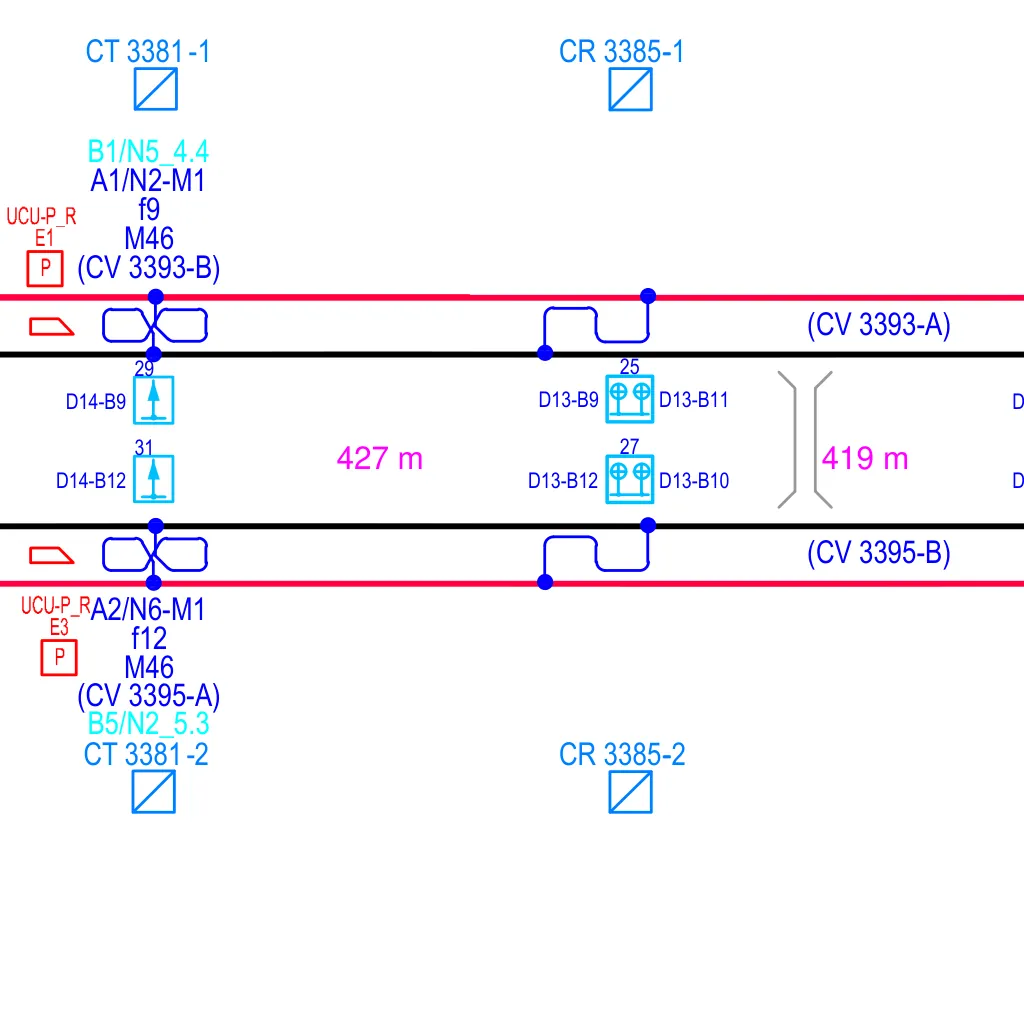 CT 3381-1
CR 3385-1
B1/N5_4.4
A1/N2-M1
f9
M46
(CV 3393-B)
UCU-P_R
E1
P
(CV 3393-A)
29
D14-B9
25
D13-B9
D13-B11
D
31
D14-B12
427 m
27
D13-B12
D13-B10
419 m
D
(CV 3395-B)
UCU-P_R
E3
P
A2/N6-M1
f12
M46
(CV 3395-A)
B5/N2_5.3
CT 3381-2
CR 3385-2